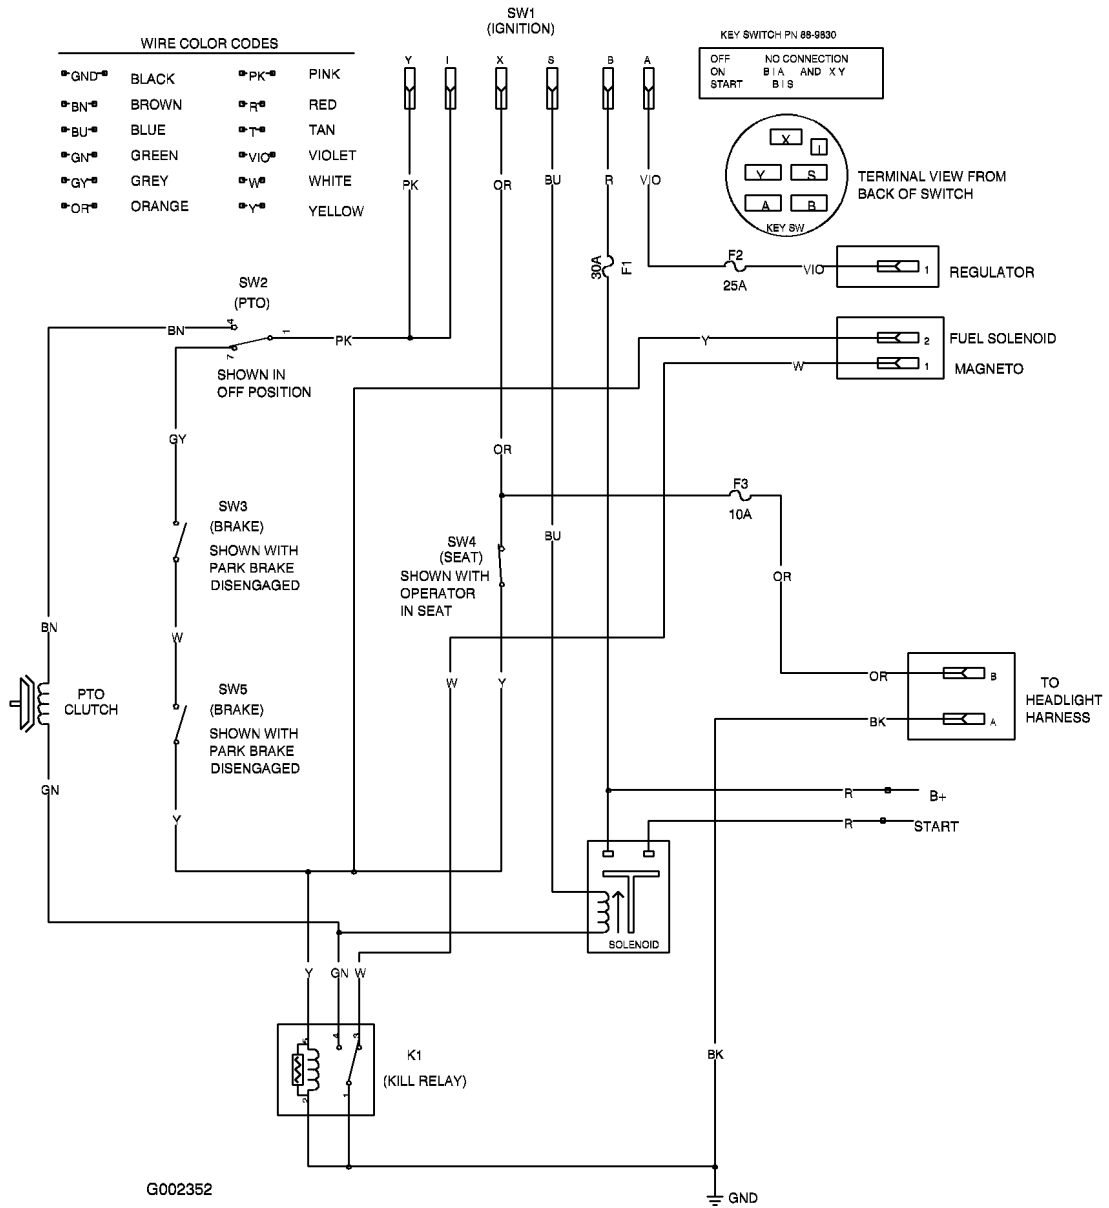 SW1
(IGNITION)
Y I X S B A
KEY SWITCH PN 88-9830
OFF NO CONNECTION
ON B I A AND X Y
START B I S
WIRE COLOR CODES
GND BLACK
BN BROWN
BU BLUE
GN GREEN
GY GREY
OR ORANGE
PK PINK
R RED
T TAN
VIO VIOLET
W WHITE
Y YELLOW
X
I
Y S
A B
KEY SW
TERMINAL VIEW FROM
BACK OF SWITCH
PK
OR
BU
R
VIO
30A
F1
F2
25A
VIO
1
REGULATOR
SW2
(PTO)
BN
4
1
7
PK
SHOWN IN
OFF POSITION
Y
2
FUEL SOLENOID
W
1
MAGNETO
GY
OR
F3
10A
SW3
(BRAKE)
SHOWN WITH
PARK BRAKE
DISENGAGED
SW4
(SEAT)
SHOWN WITH
OPERATOR
IN SEAT
BU
OR
BN
W
W
Y
OR
B
TO
HEADLIGHT
HARNESS
BK
A
PTO
CLUTCH
SW5
(BRAKE)
SHOWN WITH
PARK BRAKE
DISENGAGED
GN
Y
R
B+
R
START
SOLENOID
Y
GN
W
5
4
3
2
1
K1
(KILL RELAY)
BK
G002352
GND